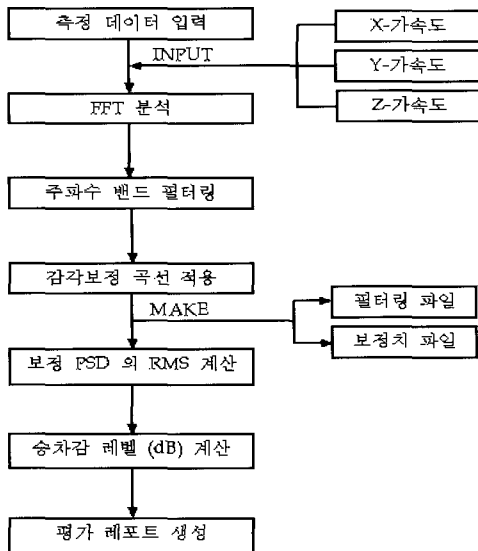 측정 데이터 입력
X-가속도
INPUT
Y-가속도
Z-가속도
FFT 분석
주파수 밴드 필터링
감각보정 곡선 적용
MAKE
필터링 파일
보정치 파일
보정 PSD 의 RMS 계산
승차감 레벨 (dB) 계산
평가 레포트 생성